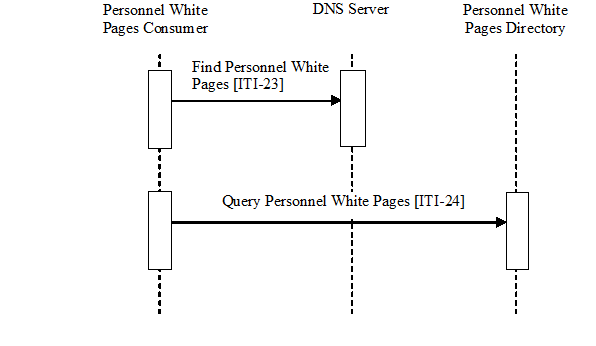 Personnel White
Pages Consumer
DNS Server
Personnel White
Pages Directory
Find Personnel White
Pages [ITI-23]
Query Personnel White Pages [ITI-24]